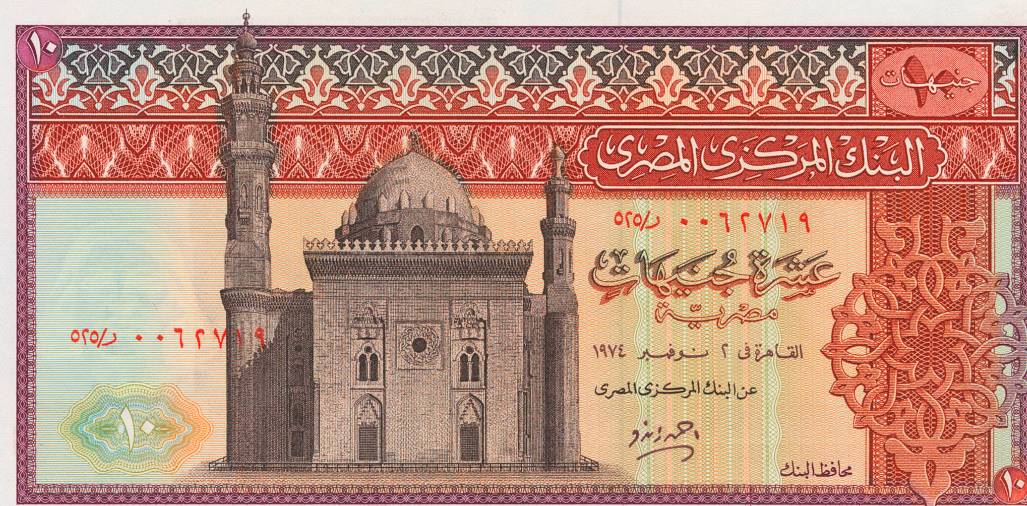 ١٠
١٠ جنيهات
البنك المركزى المصرى
د/٥٢٥ ٠٠٦٢٧١٩
عشرة جنيهات
مصرية
د/٥٢٥ ٠٠٦٢٧١٩
القاهرة فى ٢ نوفمبر ١٩٧٤
عن البنك المركزى المصرى
محافظ البنك
١٠
١٠